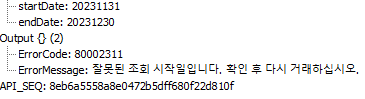 startDate: 20231131
endDate: 20231230
Output {} (2)
ErrorCode: 80002311
ErrorMessage: 잘못된 조회 시작일입니다. 확인 후 다시 거래하십시오.
API_SEQ: 8eb6a5558a8e0472b5dff680f22d810f